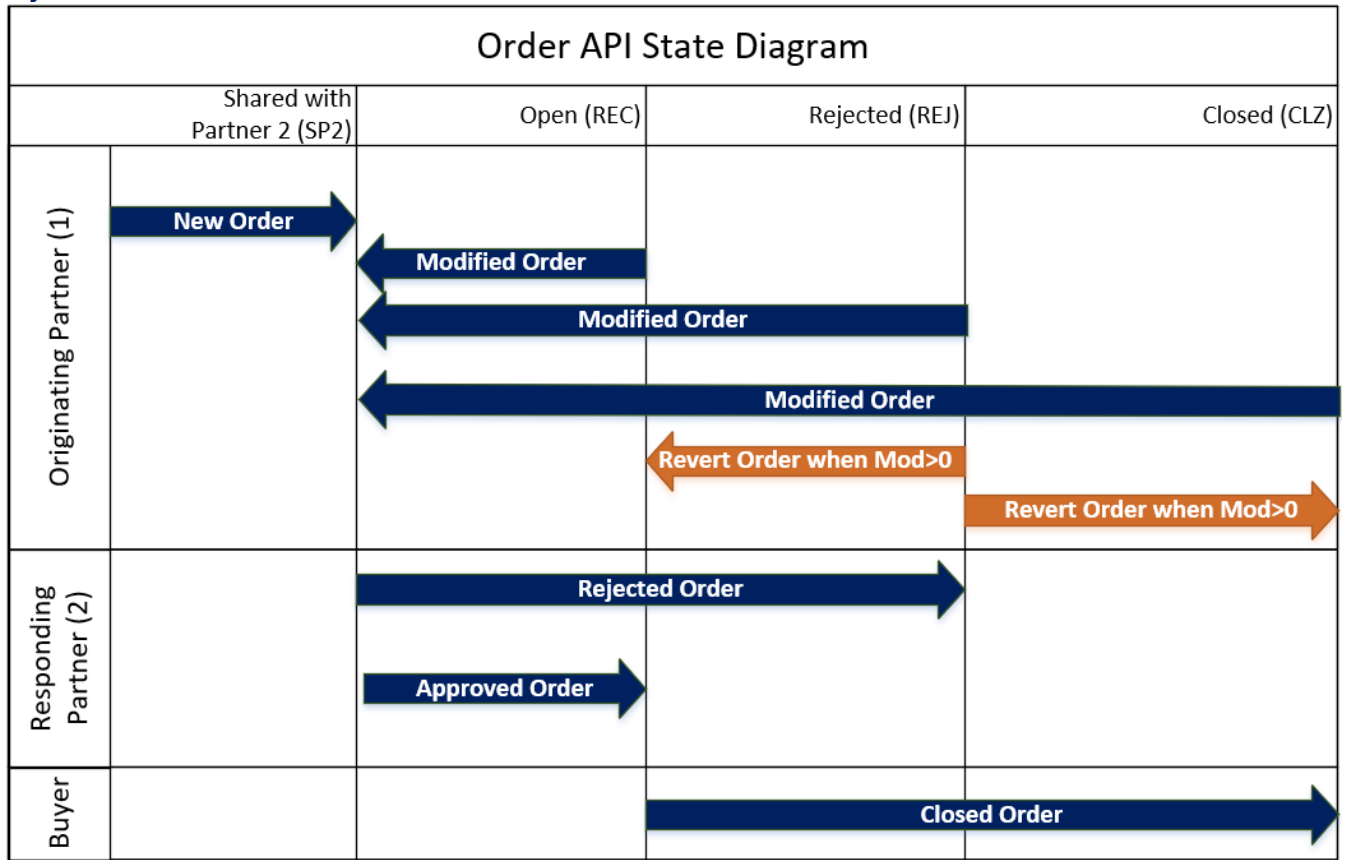 Order API State Diagram
Shared with
Partner 2 (SP2)
Open (REC)
Rejected (REJ)
Closed (CLZ)
Originating Partner (1)
New Order
Modified Order
Modified Order
Modified Order
Revert Order when Mod>0
Revert Order when Mod>0
Responding
Partner (2)
Rejected Order
Approved Order
Buyer
Closed Order